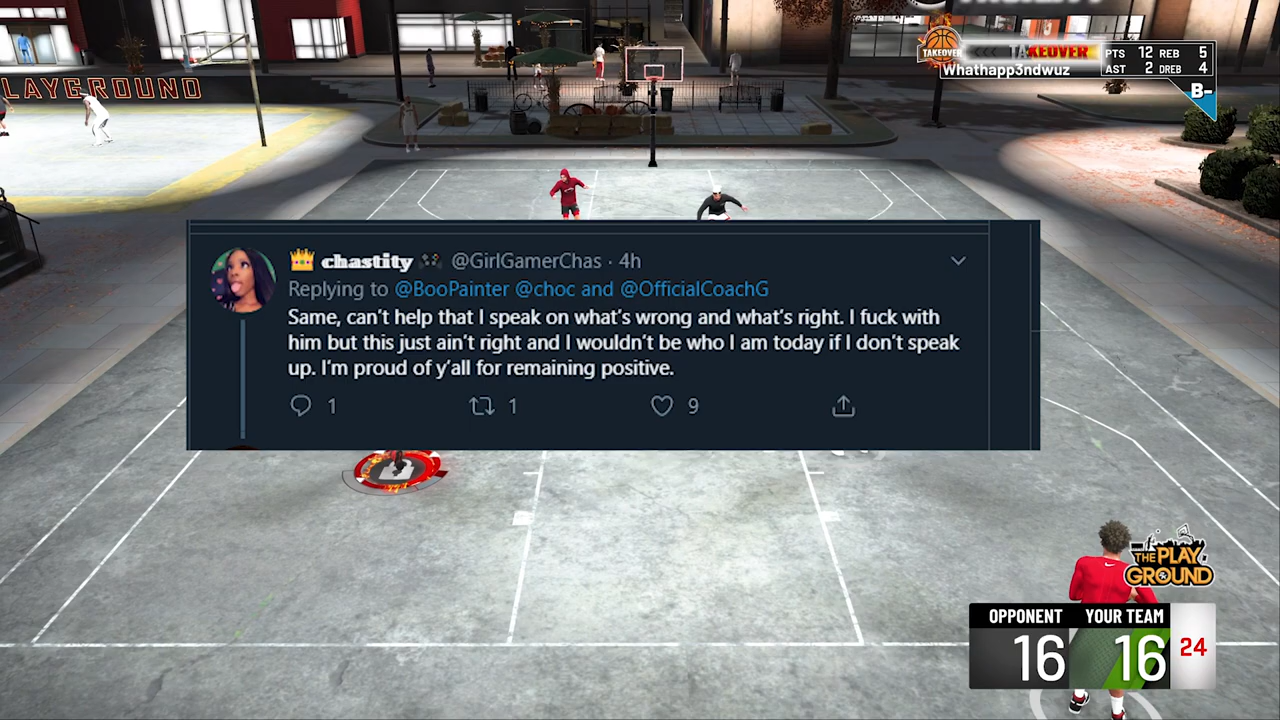 TAKEOVER
TAKEOVER
PTS 12 REB 5
Whathapp3ndwuz
AST 2 DREB 4
B-
LAYGROUND
chastity @GirlGamerChas · 4h
Replying to @BooPainter @choc and @OfficialCoachG
Same, can't help that I speak on what's wrong and what's right. I fuck with
him but this just ain't right and I wouldn't be who I am today if I don't speak
up. I'm proud of y'all for remaining positive.
1 1 9
THE PLAY
GROUND
OPPONENT YOUR TEAM
16 16 24